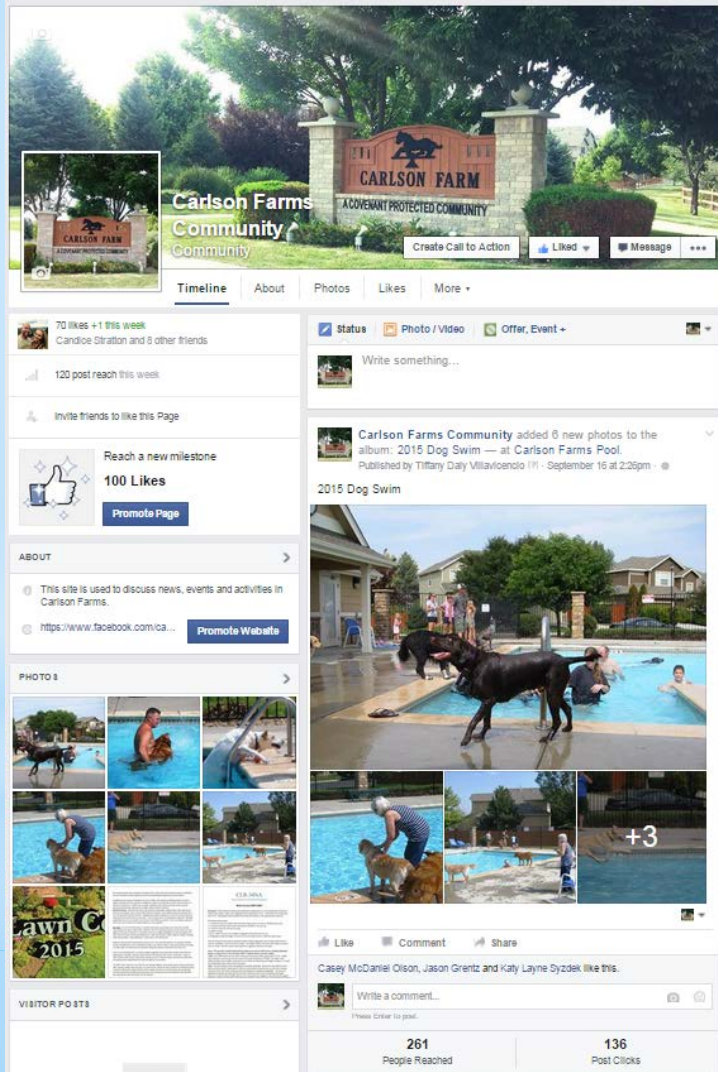 CARLSON FARM
A COVENANT PROTECTED COMMUNITY
CARLSON FARM
Carlson Farms
Community
Community
Create Call to Action
Liked
Message
Timeline
About
Photos
Likes
More
70 likes +1 this week
Candice Stratton and 8 other friends
120 post reach this week
Invite friends to like this Page
Reach a new milestone
100 Likes
Promote Page
ABOUT
This site is used to discuss news, events and activities in
Carlson Farms.
https://www.facebook.com/ca...
Promote Website
PHOTOS
Lawn Co
2015
VISITOR POSTS
Status
Photo / Video
Offer, Event +
Write something...
Carlson Farms Community added 6 new photos to the
album: 2015 Dog Swim — at Carlson Farms Pool.
Published by Tiffany Daly Villavicencio [?] · September 16 at 2:26pm ·
2015 Dog Swim
+3
Like
Comment
Share
Casey McDaniel Olson, Jason Grentz and Katy Layne Syzdek like this.
Write a comment...
Press Enter to post.
261
People Reached
136
Post Clicks